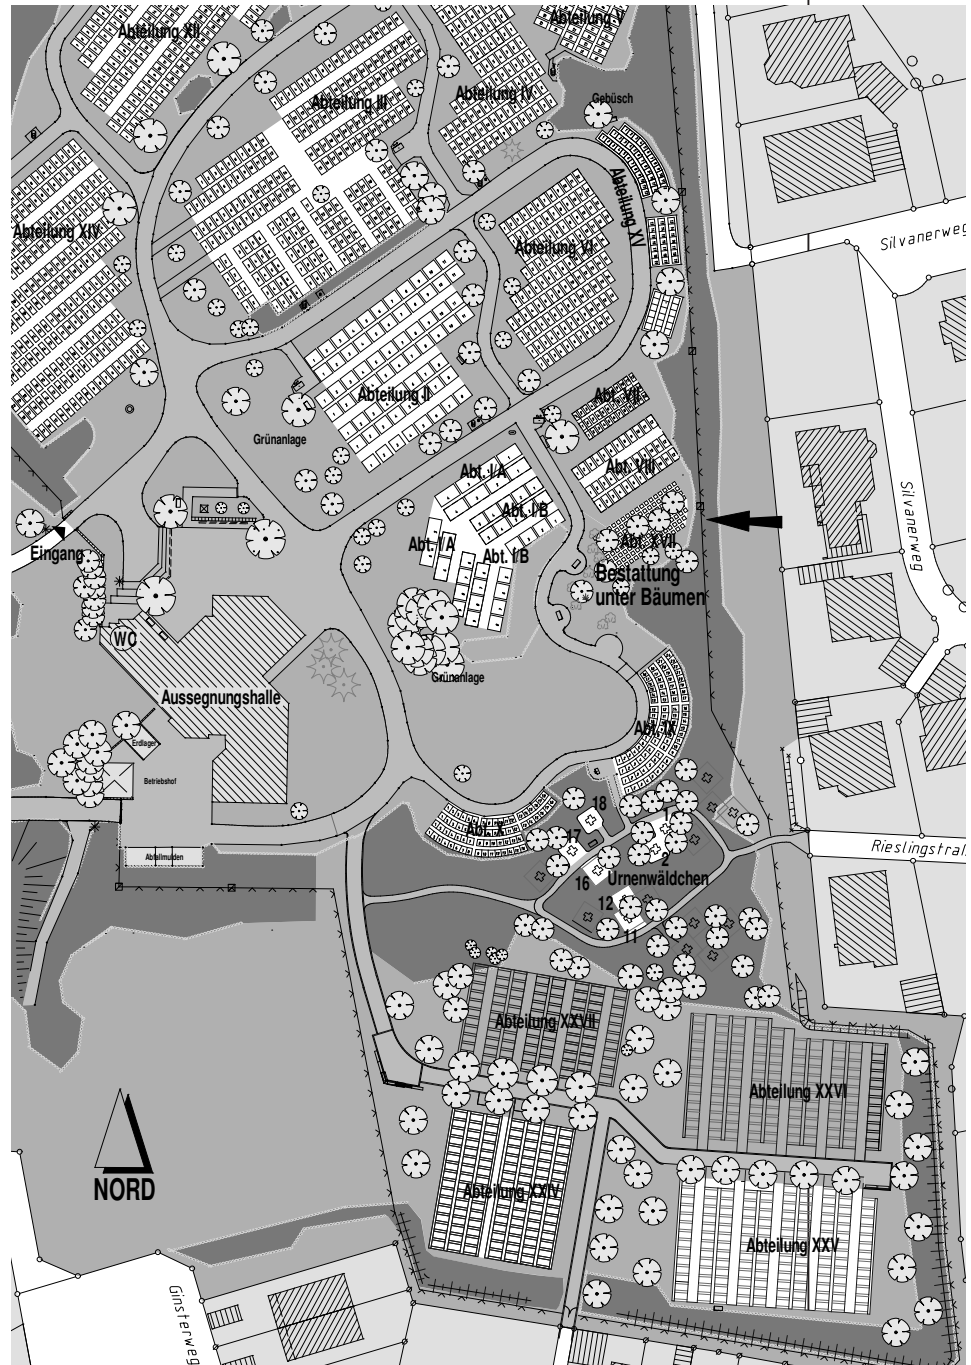 Abteilung XII
Abteilung V
Abteilung III
Abteilung IV
Gebüsch
Abteilung XV
Abteilung XIV
Abteilung VI
Silvanerweg
Abteilung II
Abt. VII
Grünanlage
Abt. I/A
Abt. VIII
Silvanerweg
Abt. I/B
Eingang
Abt. I/A
Abt. I/B
Abt. XVII
Bestattung
unter Bäumen
WC
Grünanlage
Aussegnungshalle
Abt. IX
Erdlager
Betriebshof
18
1
Abt. X
17
2
Rieslingstraß
Abfallmulden
16
Urnenwäldchen
12
11
Abteilung XXVII
Abteilung XXVI
NORD
Abteilung XXIV
Abteilung XXV
Ginsterweg